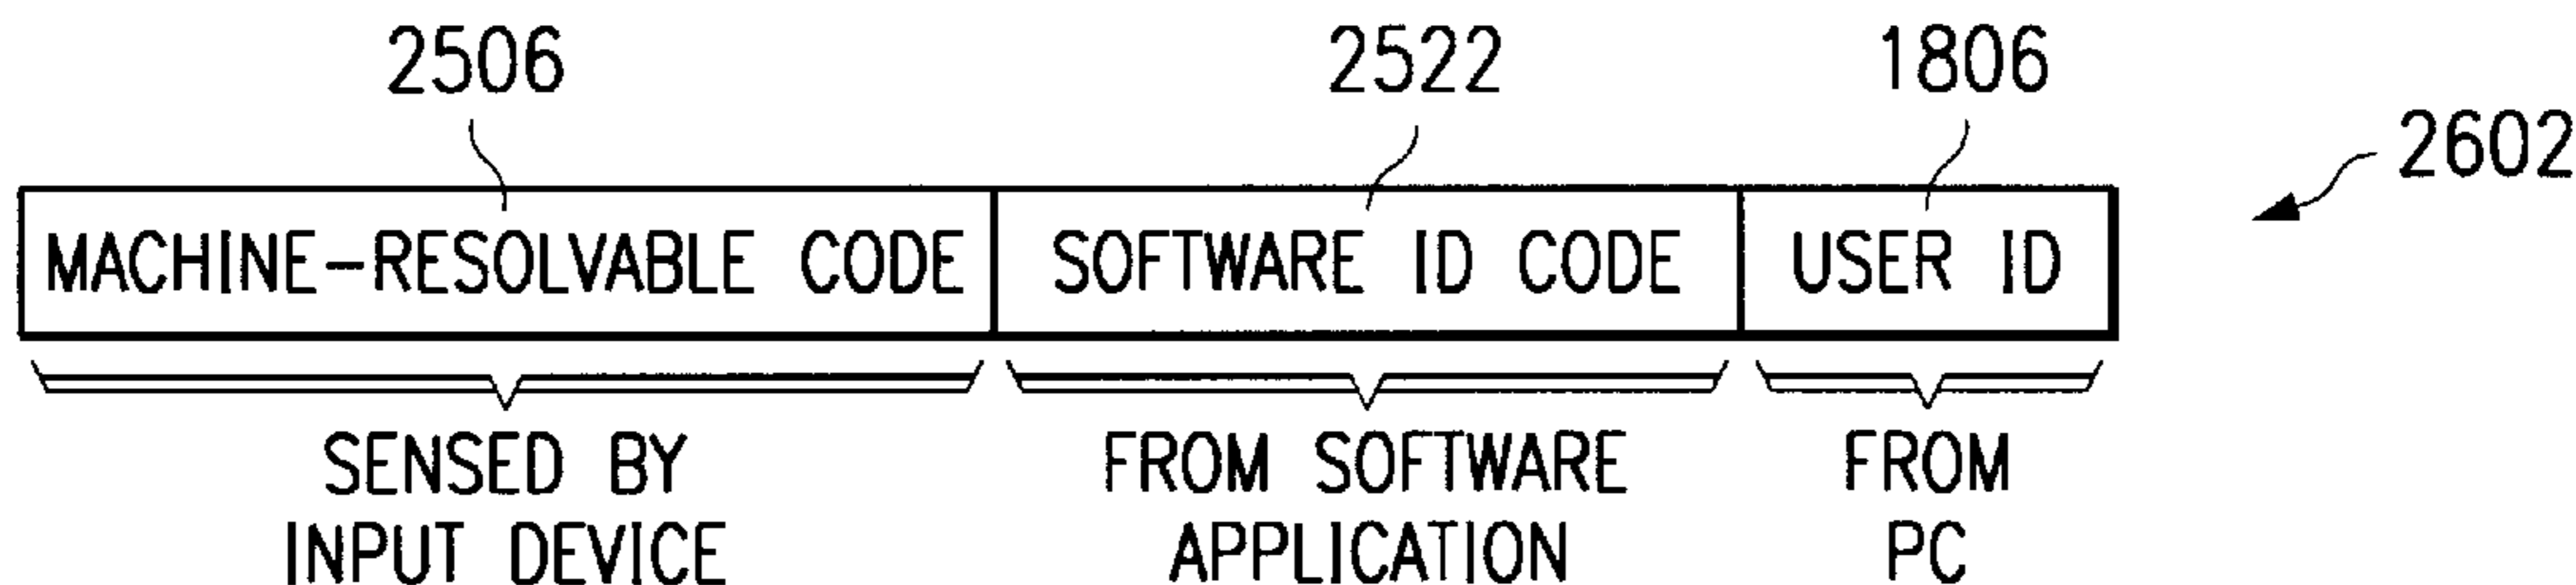 2506 2522 1806
2602
MACHINE-RESOLVABLE CODE SOFTWARE ID CODE USER ID
SENSED BY FROM SOFTWARE FROM
INPUT DEVICE APPLICATION PC